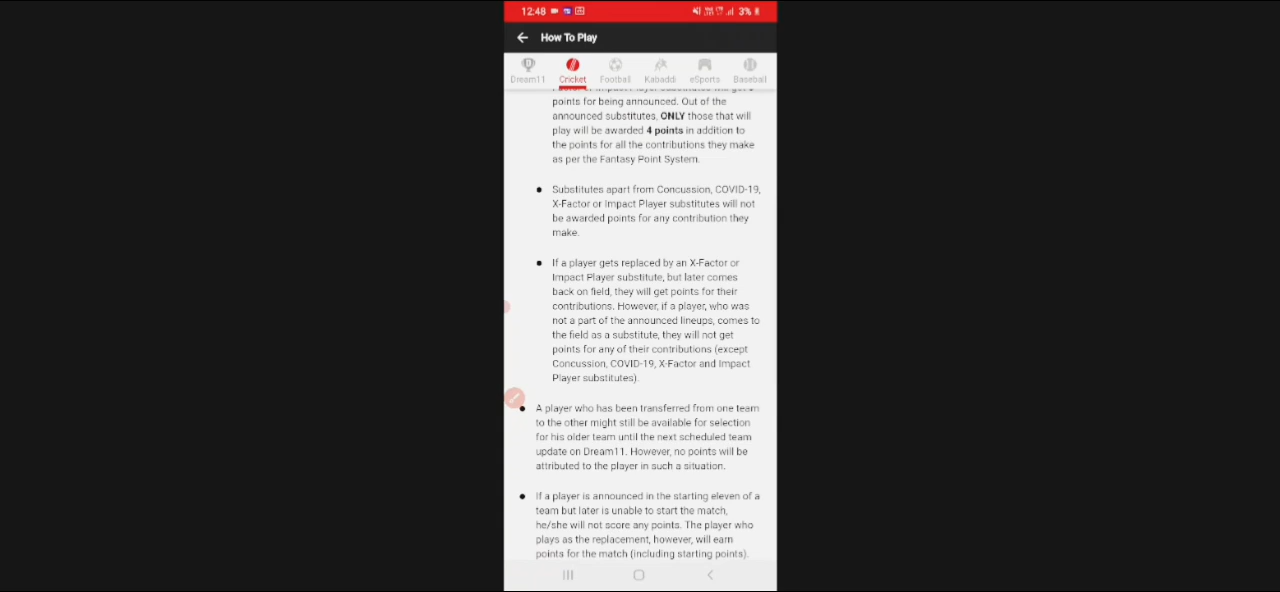 12:48
3%
How To Play
Dream11 Cricket Football Kabaddi eSports Baseball
points for being announced. Out of the
announced substitutes, ONLY those that will
play will be awarded 4 points in addition to
the points for all the contributions they make
as per the Fantasy Point System.
Substitutes apart from Concussion, COVID-19,
X-Factor or Impact Player substitutes will not
be awarded points for any contribution they
make.
If a player gets replaced by an X-Factor or
Impact Player substitute, but later comes
back on field, they will get points for their
contributions. However, if a player, who was
not a part of the announced lineups, comes to
the field as a substitute, they will not get
points for any of their contributions (except
Concussion, COVID-19, X-Factor and Impact
Player substitutes).
A player who has been transferred from one team
to the other might still be available for selection
for his older team until the next scheduled team
update on Dream11. However, no points will be
attributed to the player in such a situation.
If a player is announced in the starting eleven of a
team but later is unable to start the match,
he/she will not score any points. The player who
plays as the replacement, however, will earn
points for the match (including starting points).